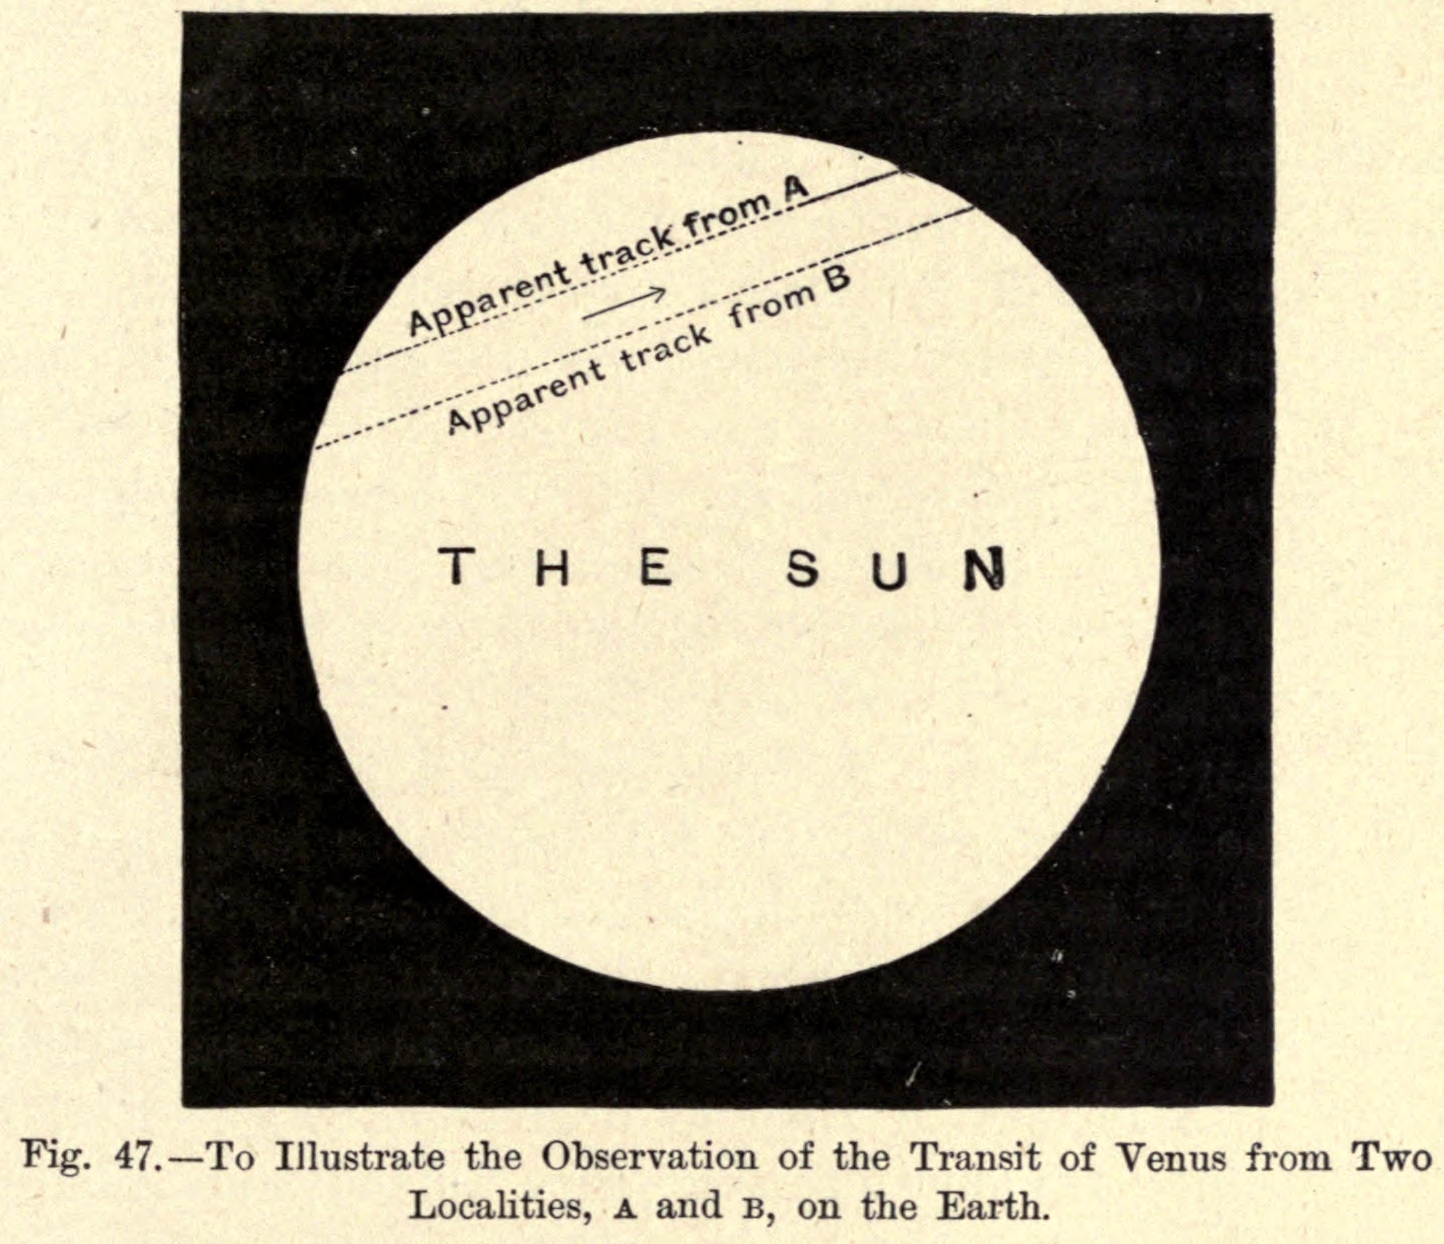 Apparent track from A
Apparent track from B
THE SUN
Fig. 47.—To Illustrate the Observation of the Transit of Venus from Two
Localities, A and B, on the Earth.